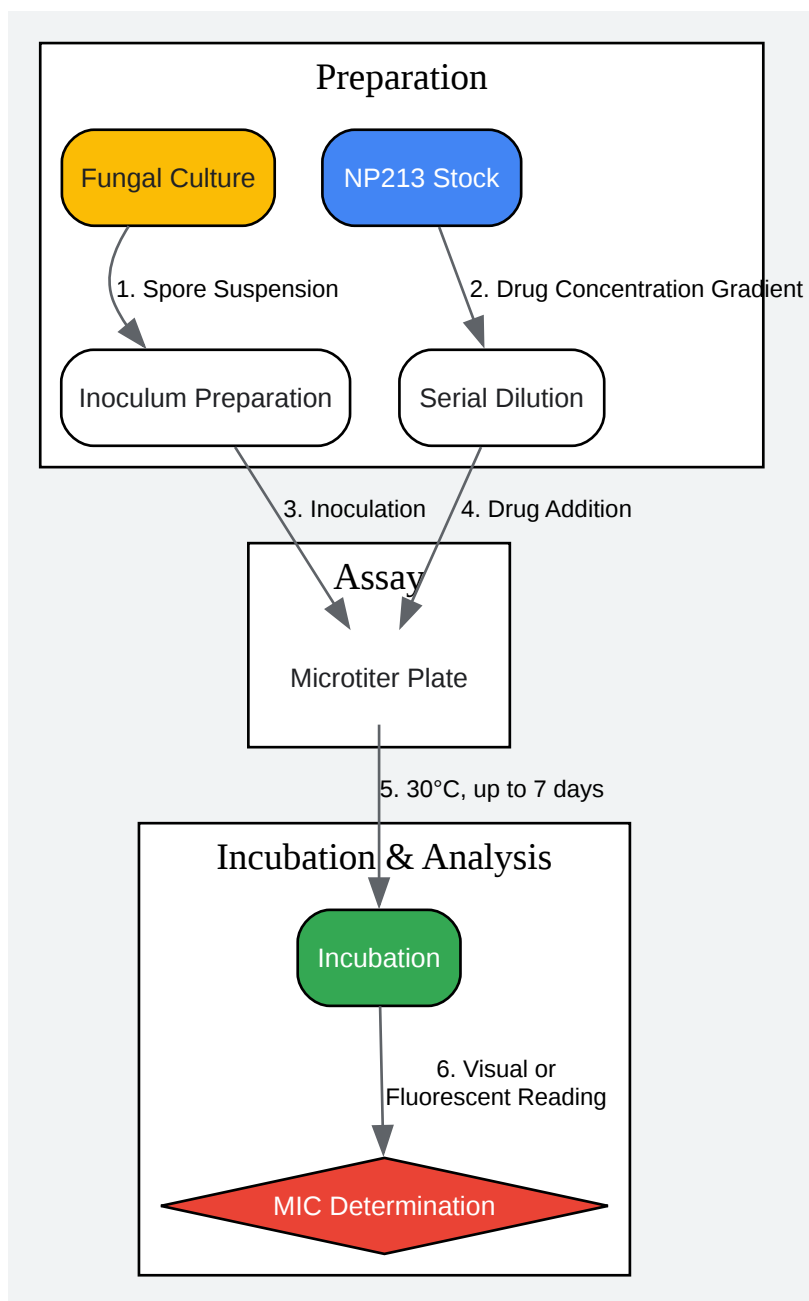 Preparation
Fungal Culture
NP213 Stock
1. Spore Suspension
2. Drug Concentration Gradient
Inoculum Preparation
Serial Dilution
3. Inoculation
4. Drug Addition
Assay
Microtiter Plate
5. 30°C, up to 7 days
Incubation & Analysis
Incubation
6. Visual or
Fluorescent Reading
MIC Determination